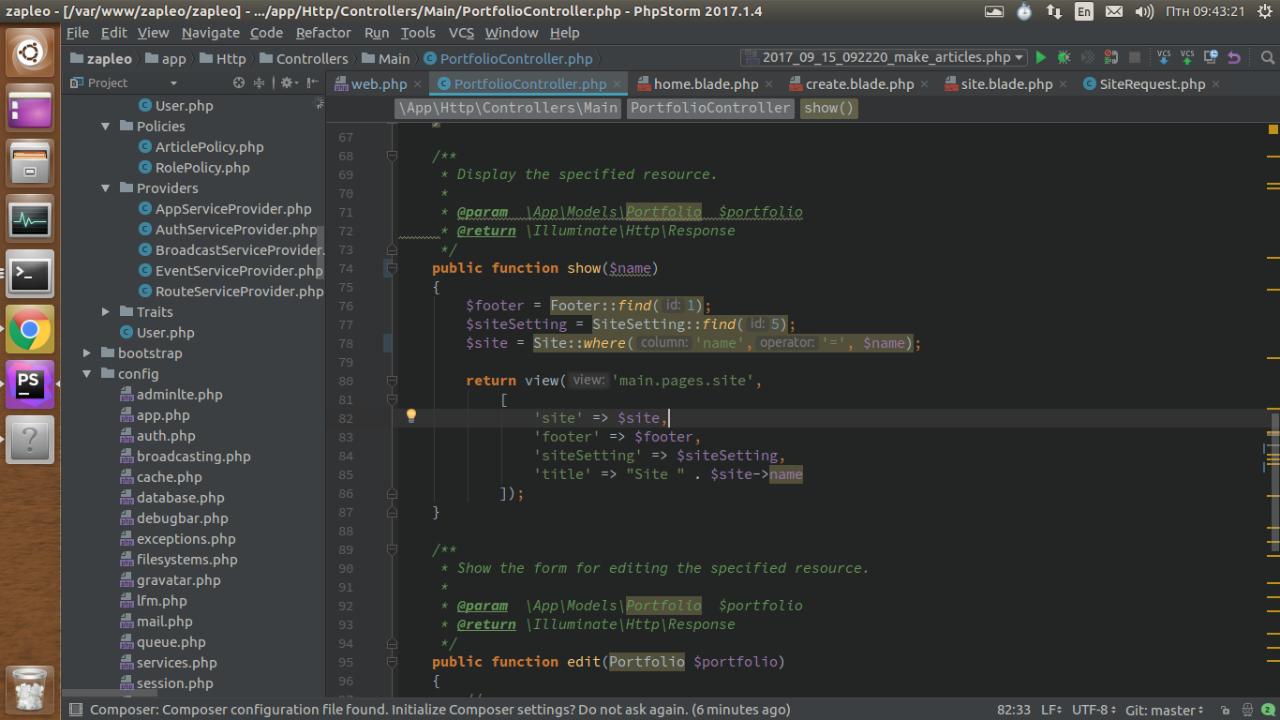 zapleo [/var/www/zapleo/zapleo] - .../app/Http/Controllers/Main/PortfolioController.php - PhpStorm 2017.1.4
En
Птн 09:43:21
File Edit View Navigate Code Refactor Run Tools VCS Window Help
zapleo app Http Controllers Main PortfolioController.php
2017_09_15_092220_make_articles.php
VCS VCS
Project
web.php PortfolioController.php home.blade.php create.blade.php site.blade.php SiteRequest.php
\App\Http\Controllers\Main PortfolioController show()
User.php
Policies
ArticlePolicy.php
RolePolicy.php
Providers
AppServiceProvider.php
AuthServiceProvider.php
BroadcastServiceProvider.
EventServiceProvider.php
RouteServiceProvider.php
Traits
User.php
bootstrap
config
adminlte.php
app.php
auth.php
broadcasting.php
cache.php
database.php
debugbar.php
exceptions.php
filesystems.php
gravatar.php
lfm.php
mail.php
queue.php
services.php
session.php
PS
67
68 /**
69 * Display the specified resource.
70 *
71 * @param \App\Models\Portfolio $portfolio
72 * @return \Illuminate\Http\Response
73 */
74 public function show($name)
75 {
76 $footer = Footer::find( id: 1);
77 $siteSetting = SiteSetting::find( id: 5);
78 $site = Site::where( column: 'name', operator: '=', $name);
79
80 return view( view: 'main.pages.site',
81 [
82 'site' => $site,
83 'footer' => $footer,
84 'siteSetting' => $siteSetting,
85 'title' => "Site " . $site->name
86 ]);
87 }
88
89 /**
90 * Show the form for editing the specified resource.
91 *
92 * @param \App\Models\Portfolio $portfolio
93 * @return \Illuminate\Http\Response
94 */
95 public function edit(Portfolio $portfolio)
96 {
Composer: Composer configuration file found. Initialize Composer settings? Do not ask again. (6 minutes ago)
82:33 LF UTF-8 Git: master 2